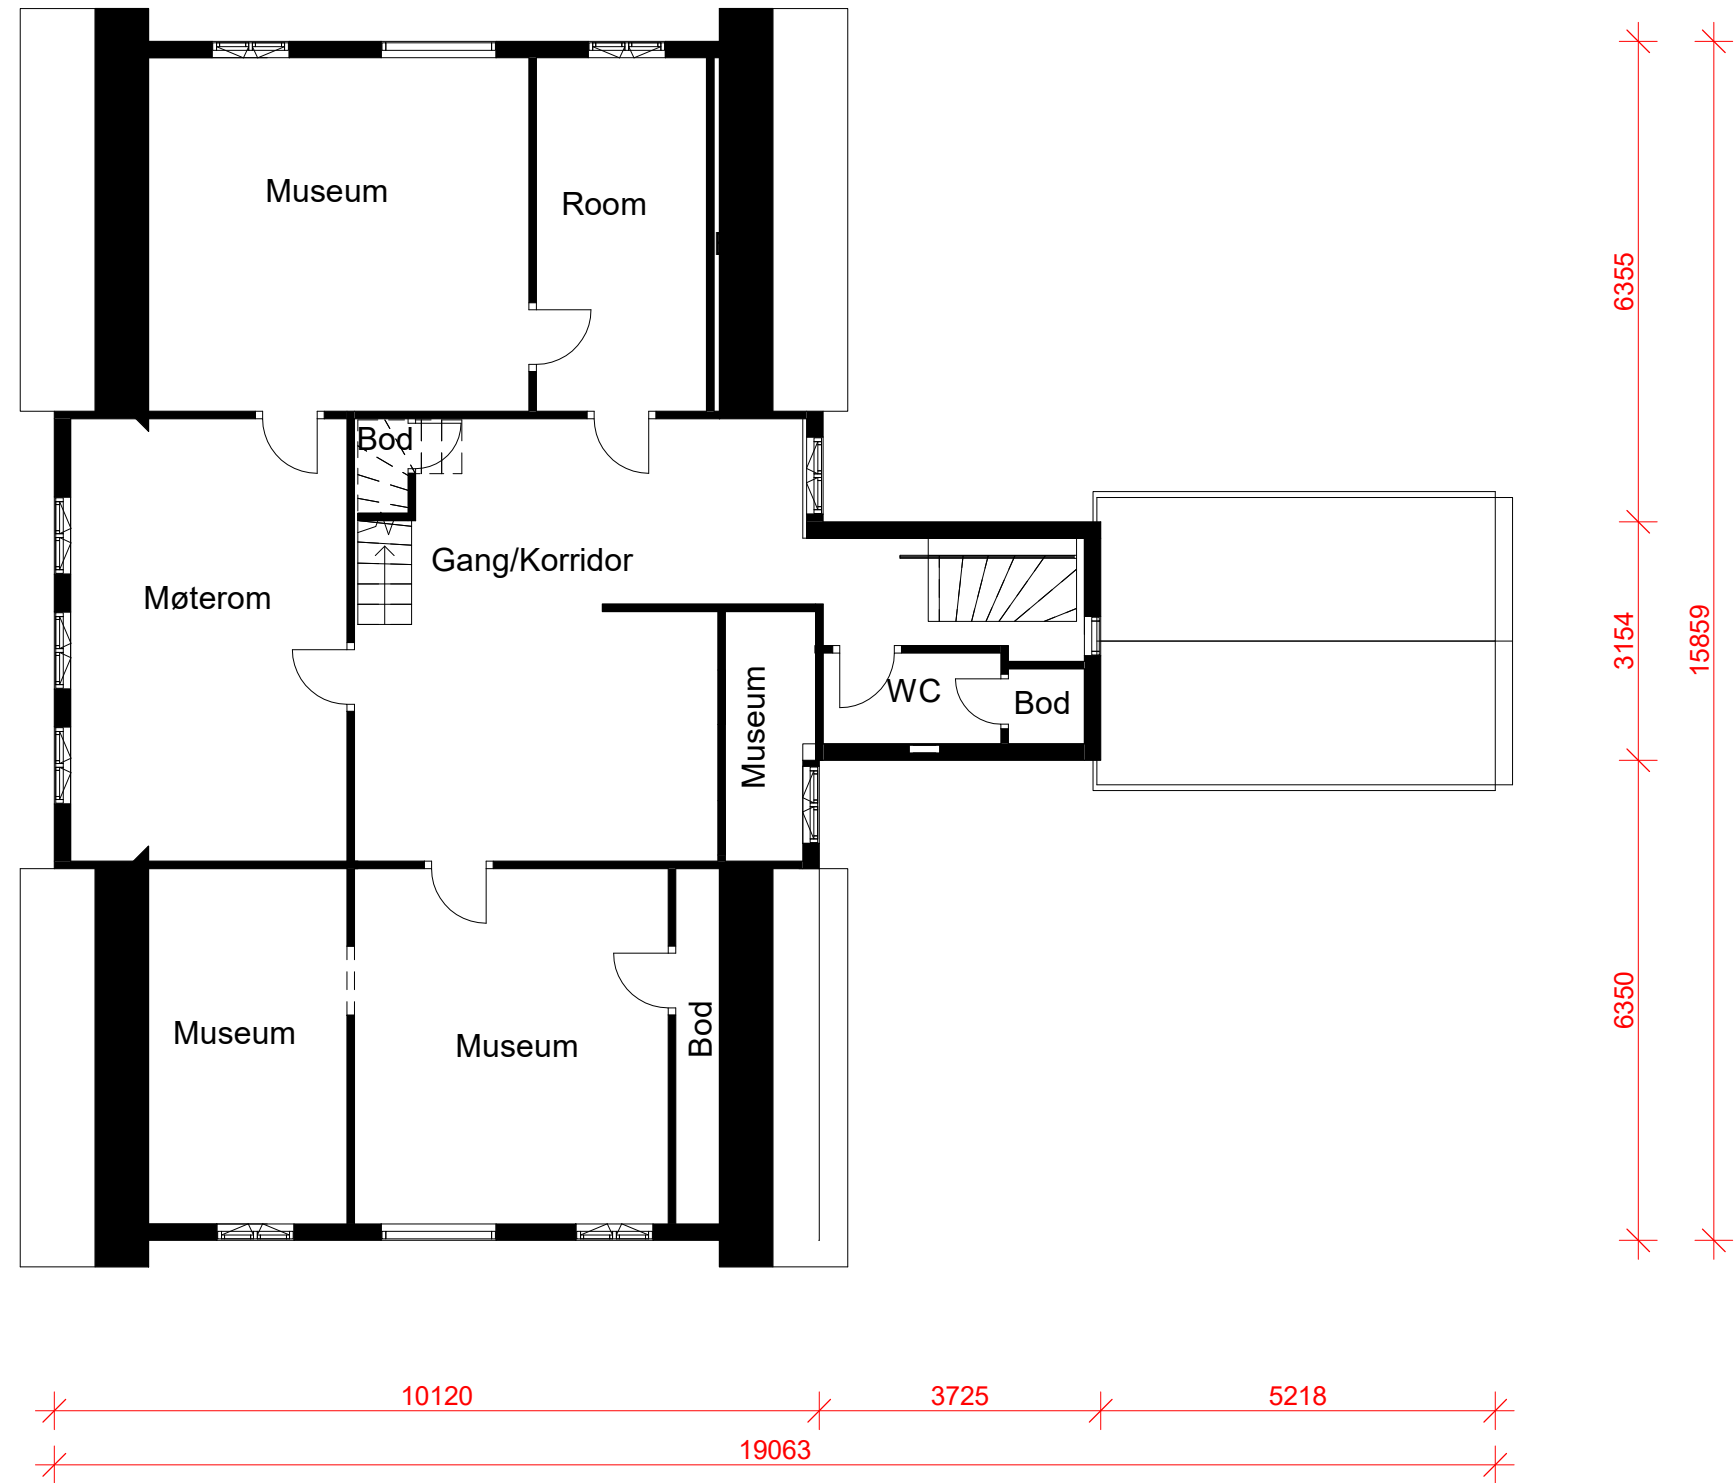 Museum
Room
6355
Bod
Gang/Korridor
Møterom
3154
15859
WC
Bod
Museum
6350
Museum
Museum
Bod
10120
3725
5218
19063